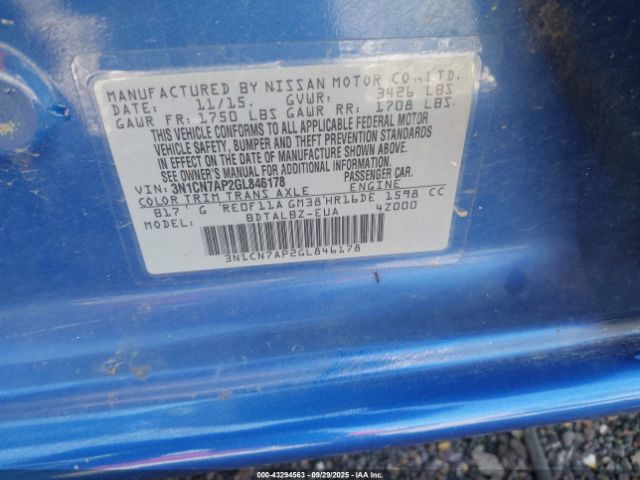 MANUFACTURED BY NISSAN MOTOR CO., LTD.
DATE: 11/15. GVWR: 3426 LBS
GAWR FR: 1750 LBS GAWR RR: 1708 LBS
THIS VEHICLE CONFORMS TO ALL APPLICABLE FEDERAL MOTOR
VEHICLE SAFETY, BUMPER AND THEFT PREVENTION STANDARDS
IN EFFECT ON THE DATE OF MANUFACTURE SHOWN ABOVE.
SEE OWNER'S MANUAL FOR ADDITIONAL INFORMATION.
VIN: 3N1CN7AP2GL846178 PASSENGER CAR.
COLOR TRIM TRANS AXLE ENGINE
B17 G RE0F11A GM38 HR16DE 1598 CC
MODEL: BDTALBZ-EUA 4Z000
3N1CN7AP2GL846178
000-43294563 - 09/29/2025 - IAA, Inc.